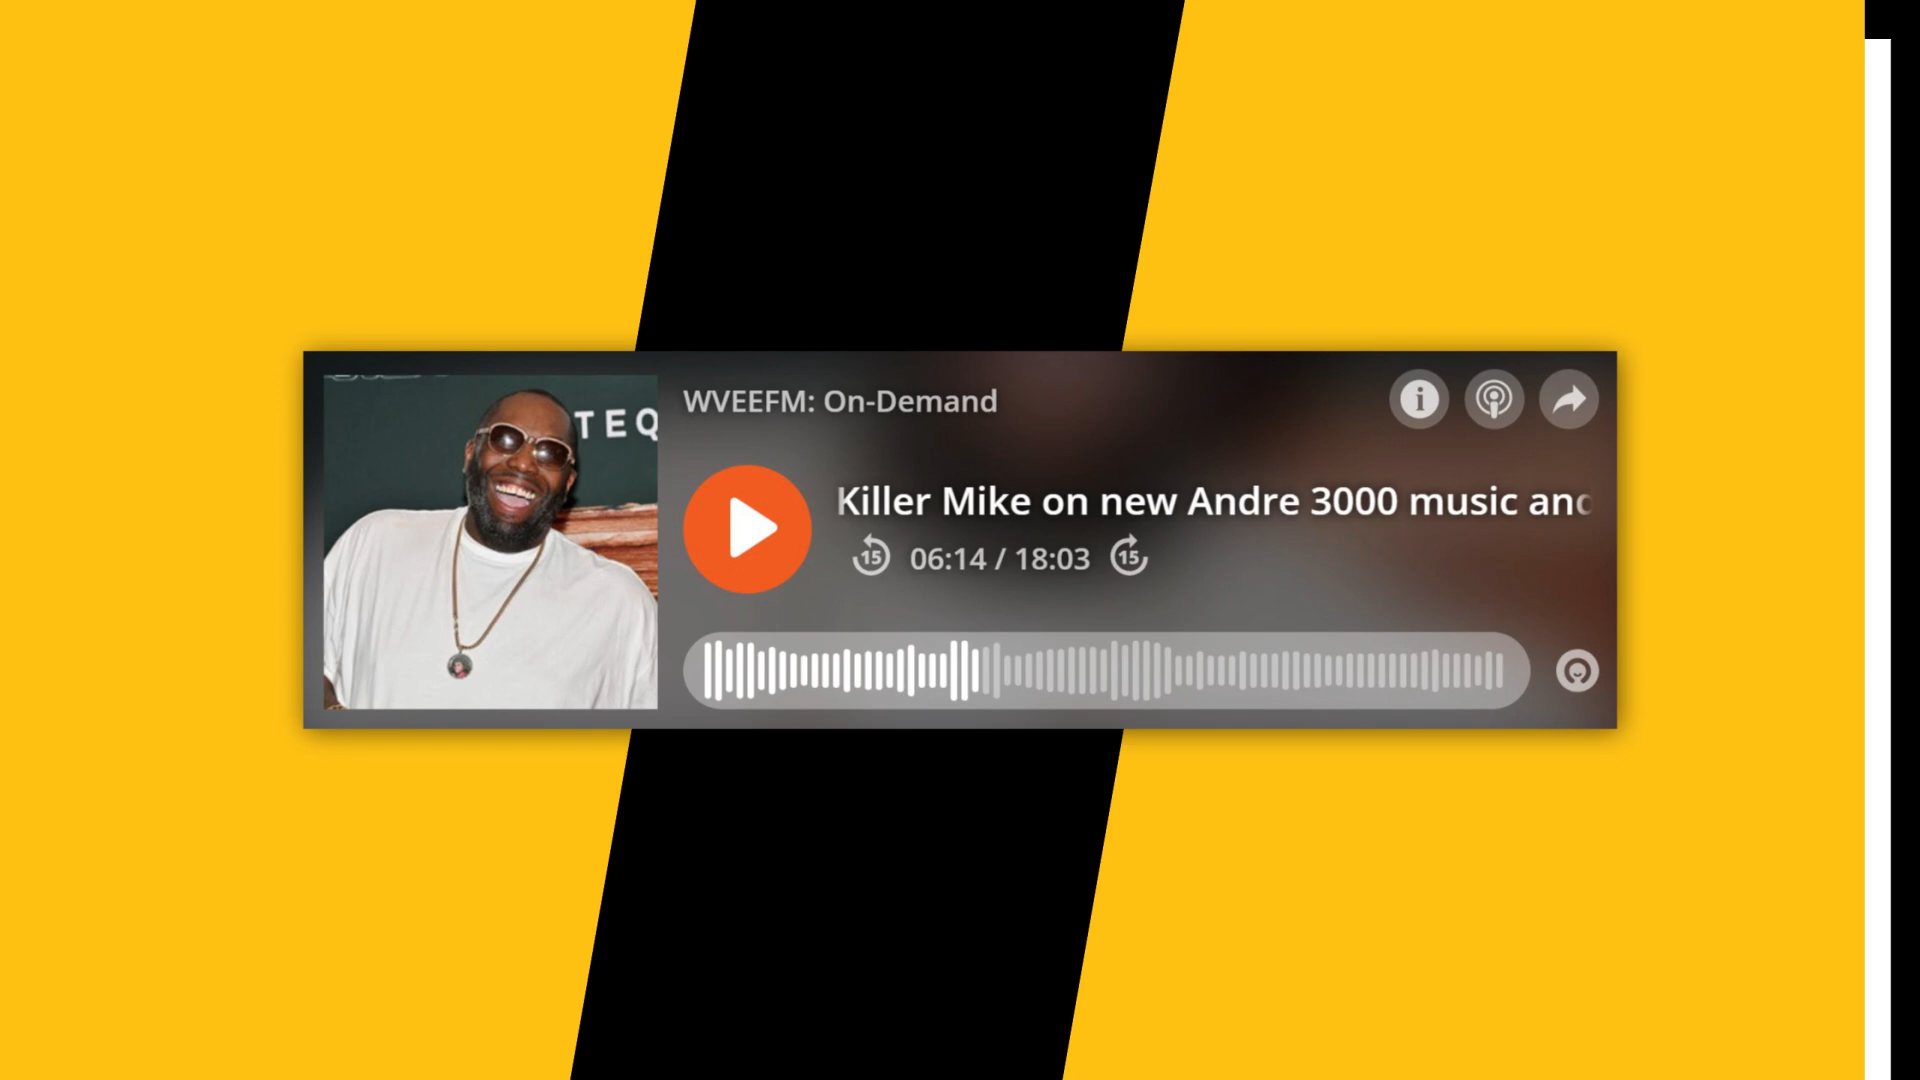 TEQ
WVEEFM: On-Demand
Killer Mike on new Andre 3000 music and
15 06:14 / 18:03 15